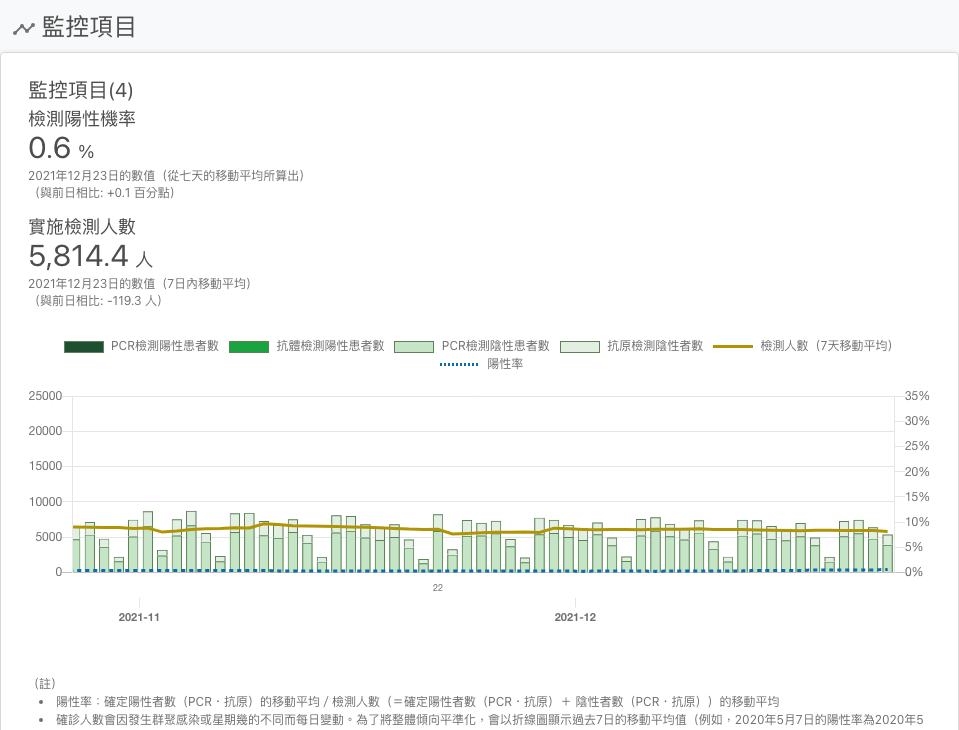 監控項目
監控項目(4)
檢測陽性機率
0.6 %
2021年12月23日的數值（從七天的移動平均所算出）
（與前日相比: +0.1 百分點）
實施檢測人數
5,814.4 人
2021年12月23日的數值（7日內移動平均）
（與前日相比: -119.3 人）
PCR檢測陽性患者數 抗體檢測陽性患者數 PCR檢測陰性患者數 抗原檢測陰性者數 檢測人數（7天移動平均）
陽性率
25000 35%
30%
20000
25%
15000 20%
15%
10000
10%
5000 5%
0 0%
22
2021-11 2021-12
（註）
• 陽性率：確定陽性者數（PCR・抗原）的移動平均 / 檢測人數（＝確定陽性者數（PCR・抗原）＋ 陰性者數（PCR・抗原））的移動平均
• 確診人數會因發生群聚感染或星期幾的不同而每日變動。為了將整體傾向平準化，會以折線圖顯示過去7日的移動平均值（例如，2020年5月7日的陽性率為2020年5